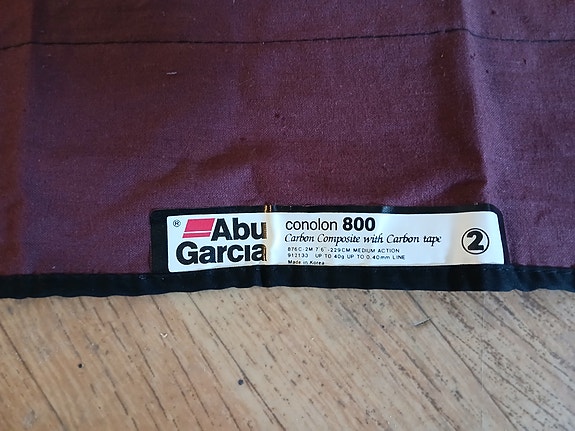 ® Abu
Garcia
conolon 800
Carbon Composite with Carbon tape
876C-2M 7'6"-229CM MEDIUM ACTION
912133 UP TO 40g UP TO 0.40mm LINE
Made in Korea
2